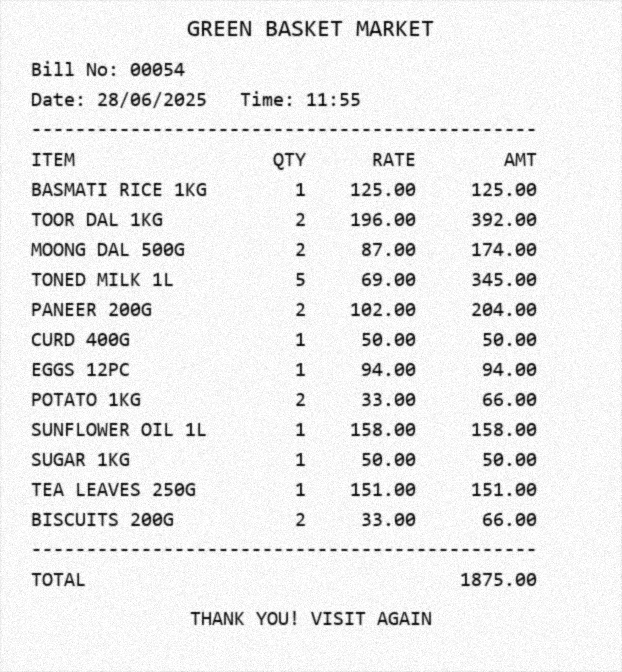 GREEN BASKET MARKET
Bill No: 00054
Date: 28/06/2025 Time: 11:55
----------------------------------------------
ITEM QTY RATE AMT
BASMATI RICE 1KG 1 125.00 125.00
TOOR DAL 1KG 2 196.00 392.00
MOONG DAL 500G 2 87.00 174.00
TONED MILK 1L 5 69.00 345.00
PANEER 200G 2 102.00 204.00
CURD 400G 1 50.00 50.00
EGGS 12PC 1 94.00 94.00
POTATO 1KG 2 33.00 66.00
SUNFLOWER OIL 1L 1 158.00 158.00
SUGAR 1KG 1 50.00 50.00
TEA LEAVES 250G 1 151.00 151.00
BISCUITS 200G 2 33.00 66.00
----------------------------------------------
TOTAL 1875.00
THANK YOU! VISIT AGAIN